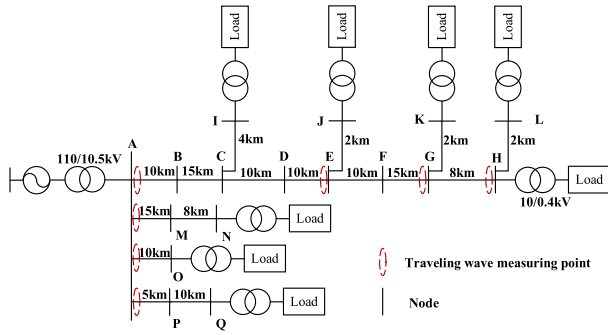 Load Load Load Load
I J K L
4km 2km 2km 2km
A
110/10.5kV
B C D E F G H
10km 15km 10km 10km 10km 15km 8km
Load
10/0.4kV
15km 8km
Load
M N
10km
Load
O
Traveling wave measuring point
5km 10km
Load
Node
P Q